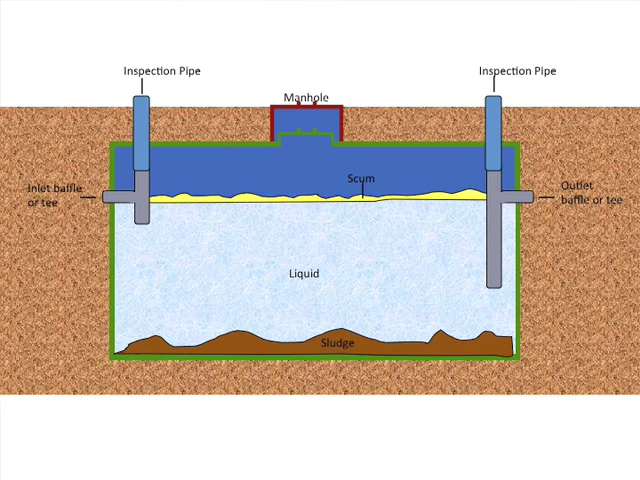 Inspection Pipe
Inspection Pipe
Manhole
Scum
Inlet baffle
or tee
Outlet
baffle or tee
Liquid
Sludge